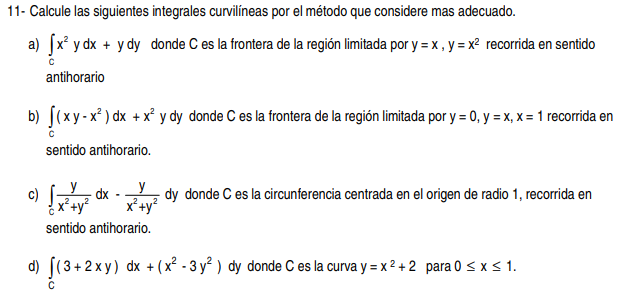 11- Calcule las siguientes integrales curvilíneas por el método que considere mas adecuado.
a) ∫_C x² y dx + y dy donde C es la frontera de la región limitada por y = x , y = x² recorrida en sentido
antihorario
b) ∫_C ( x y - x² ) dx + x² y dy donde C es la frontera de la región limitada por y = 0, y = x, x = 1 recorrida en
sentido antihorario.
c) ∫_C y/(x²+y²) dx - y/(x²+y²) dy donde C es la circunferencia centrada en el origen de radio 1, recorrida en
sentido antihorario.
d) ∫_C ( 3 + 2 x y ) dx + ( x² - 3 y² ) dy donde C es la curva y = x² + 2 para 0 ≤ x ≤ 1.